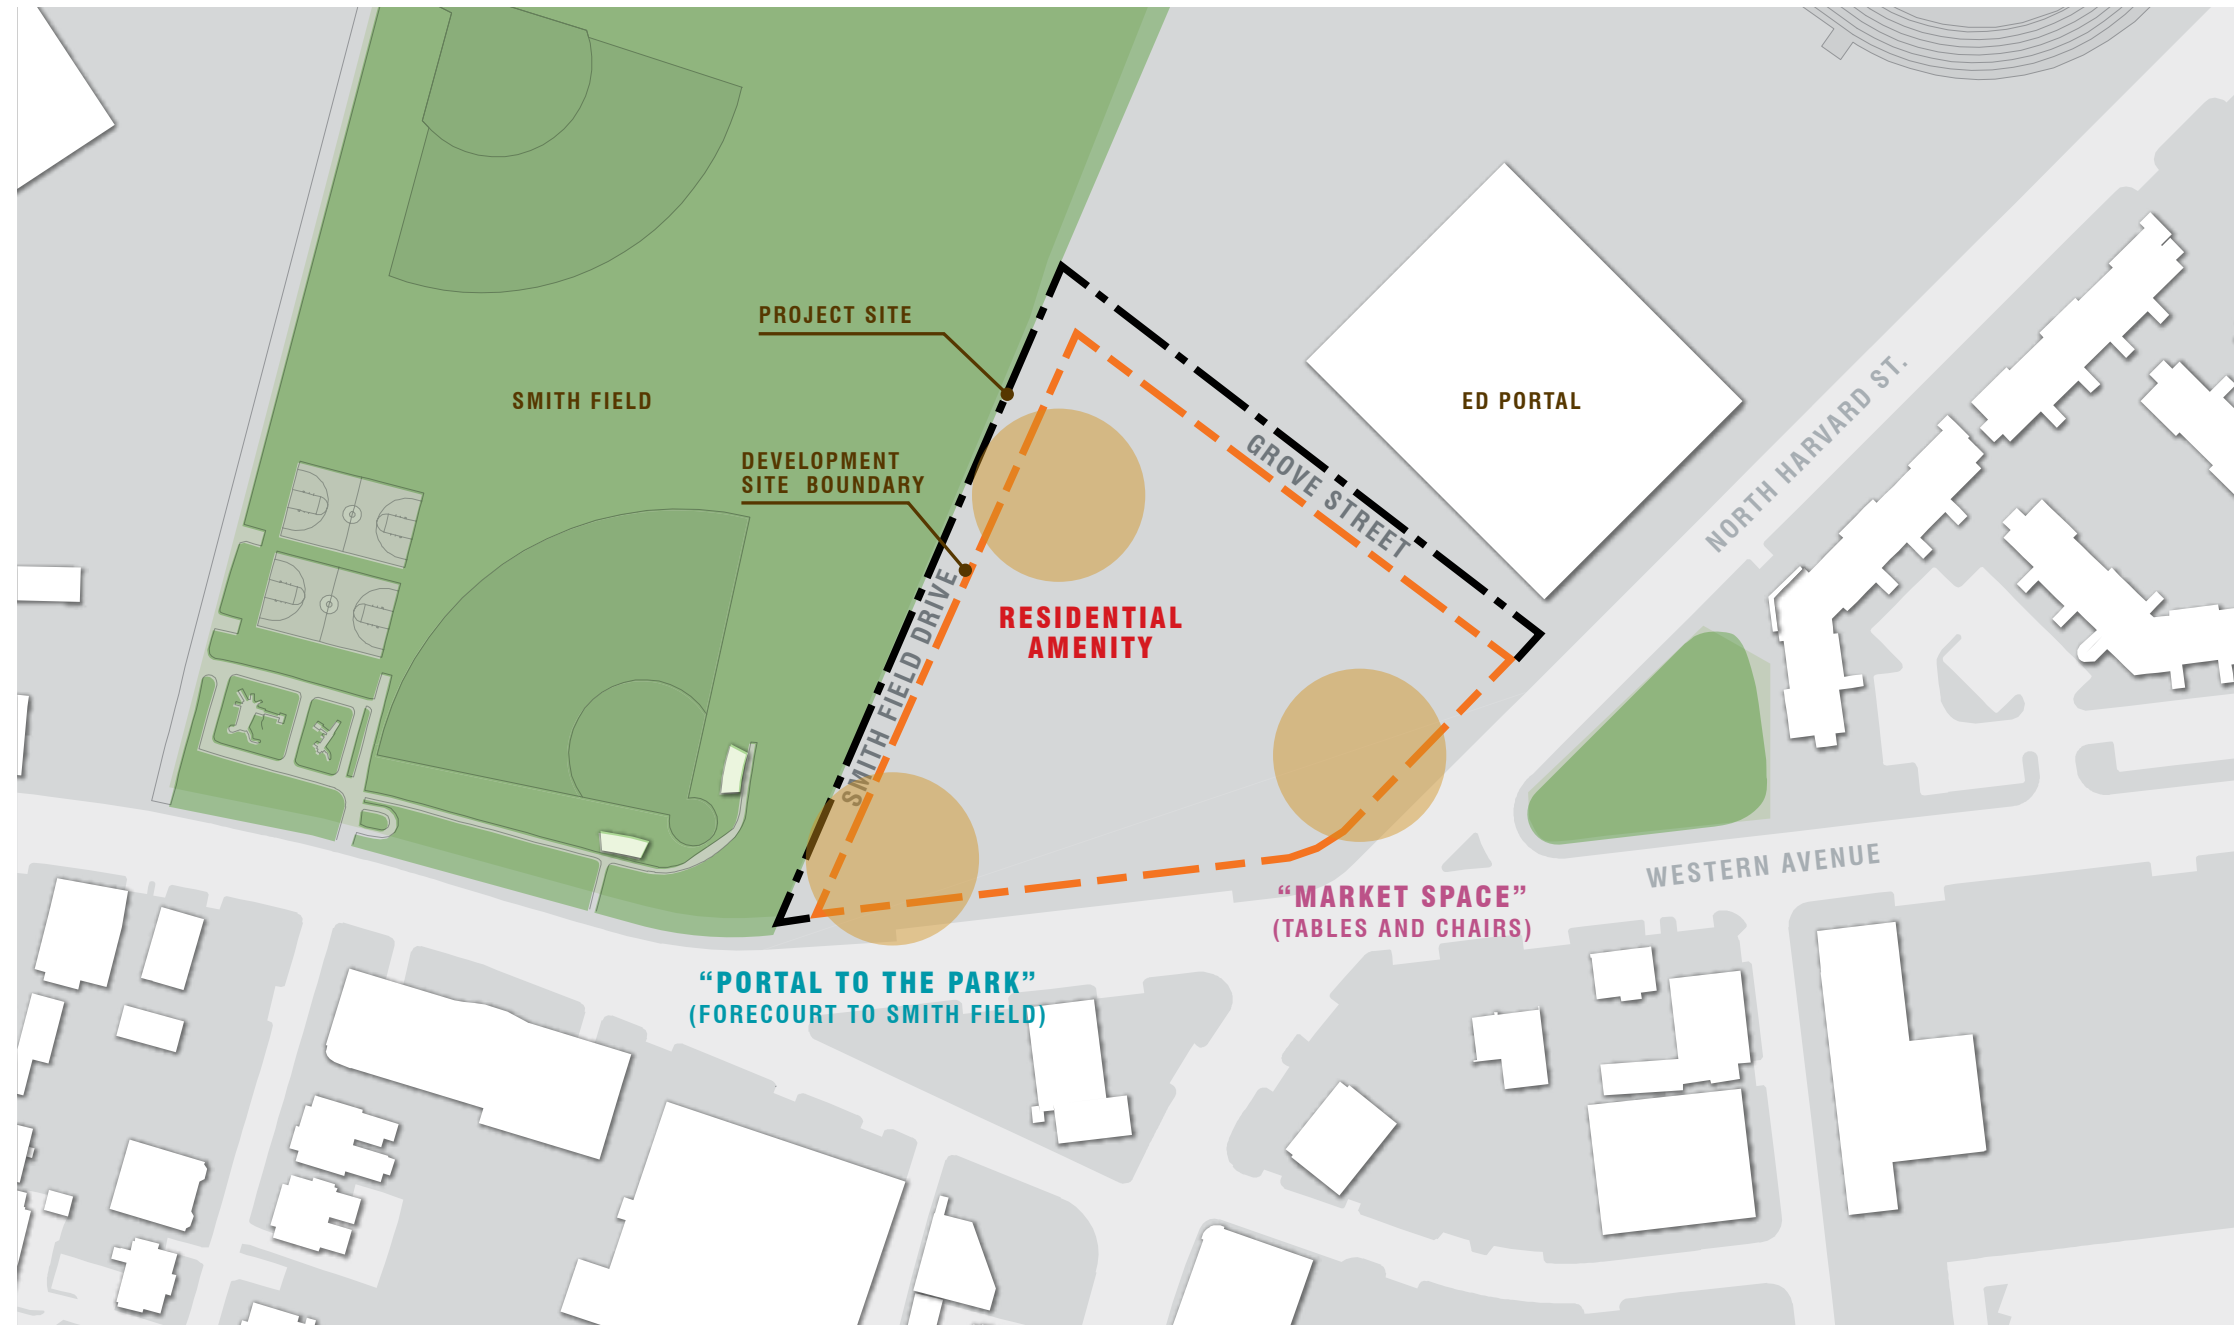 PROJECT SITE
SMITH FIELD
ED PORTAL
NORTH HARVARD ST.
DEVELOPMENT
SITE BOUNDARY
GROVE STREET
SMITH FIELD DRIVE
RESIDENTIAL
AMENITY
WESTERN AVENUE
“MARKET SPACE”
(TABLES AND CHAIRS)
“PORTAL TO THE PARK”
(FORECOURT TO SMITH FIELD)